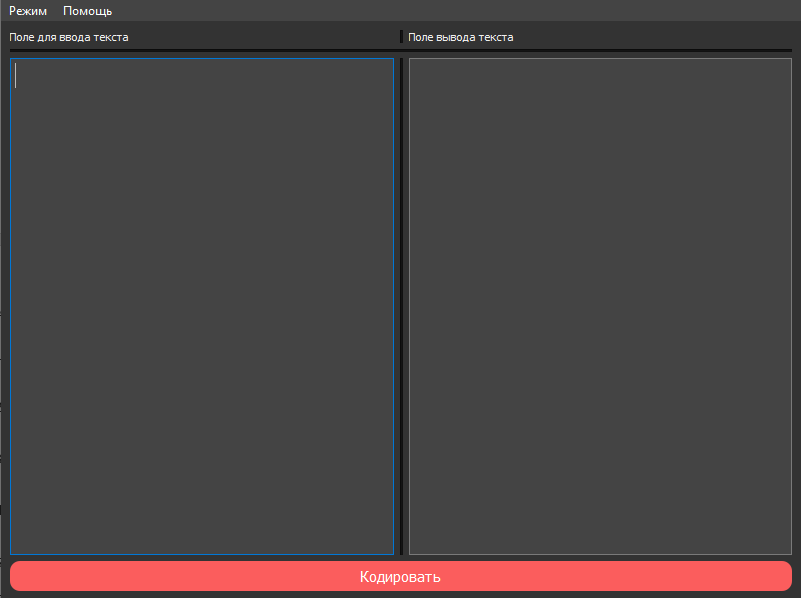 Режим Помощь
Поле для ввода текста
Поле вывода текста
Кодировать